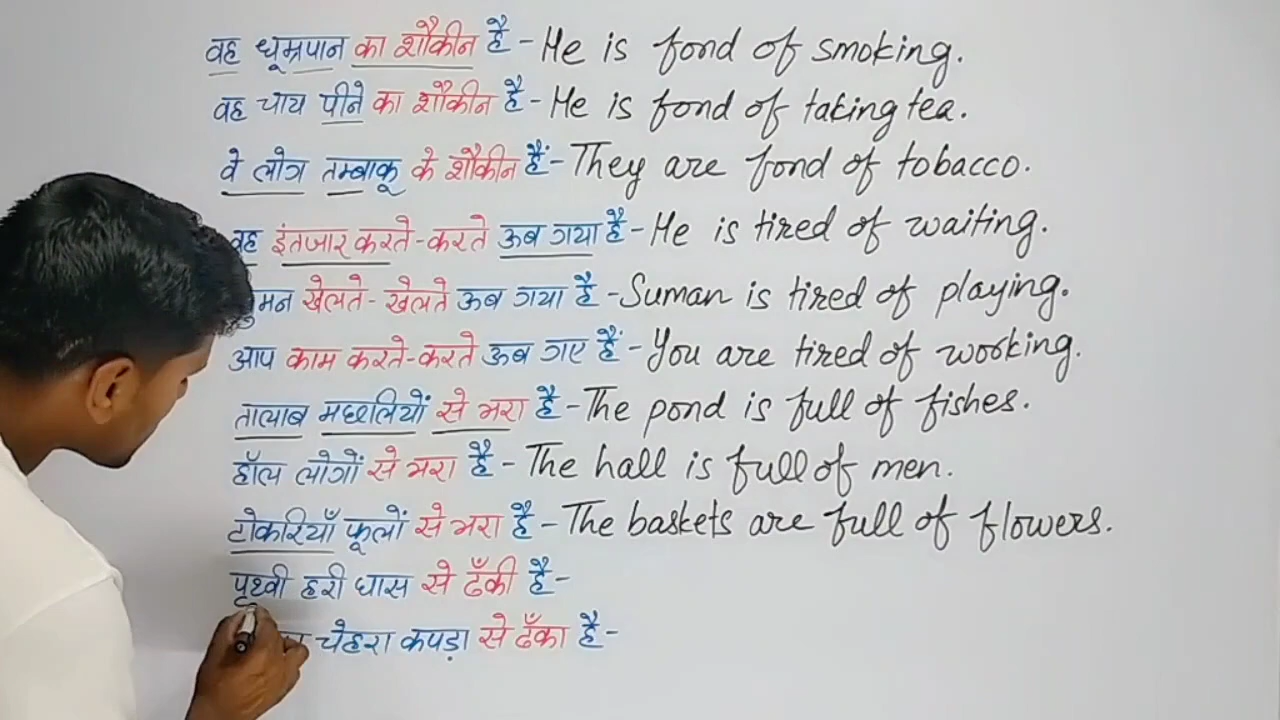 वह धूम्रपान का शौकीन है - He is fond of smoking.
वह चाय पीने का शौकीन है - He is fond of taking tea.
वे लोग तम्बाकू के शौकीन हैं - They are fond of tobacco.
वह इंतजार करते-करते ऊब गया है - He is tired of waiting.
सुमन खेलते-खेलते ऊब गया है - Suman is tired of playing.
आप काम करते-करते ऊब गए हैं - You are tired of working.
तालाब मछलियों से भरा है - The pond is full of fishes.
हॉल लोगों से भरा है - The hall is full of men.
टोकरियाँ फूलों से भरा है - The baskets are full of flowers.
पृथ्वी हरी घास से ढँकी है -
चेहरा कपड़ा से ढँका है -